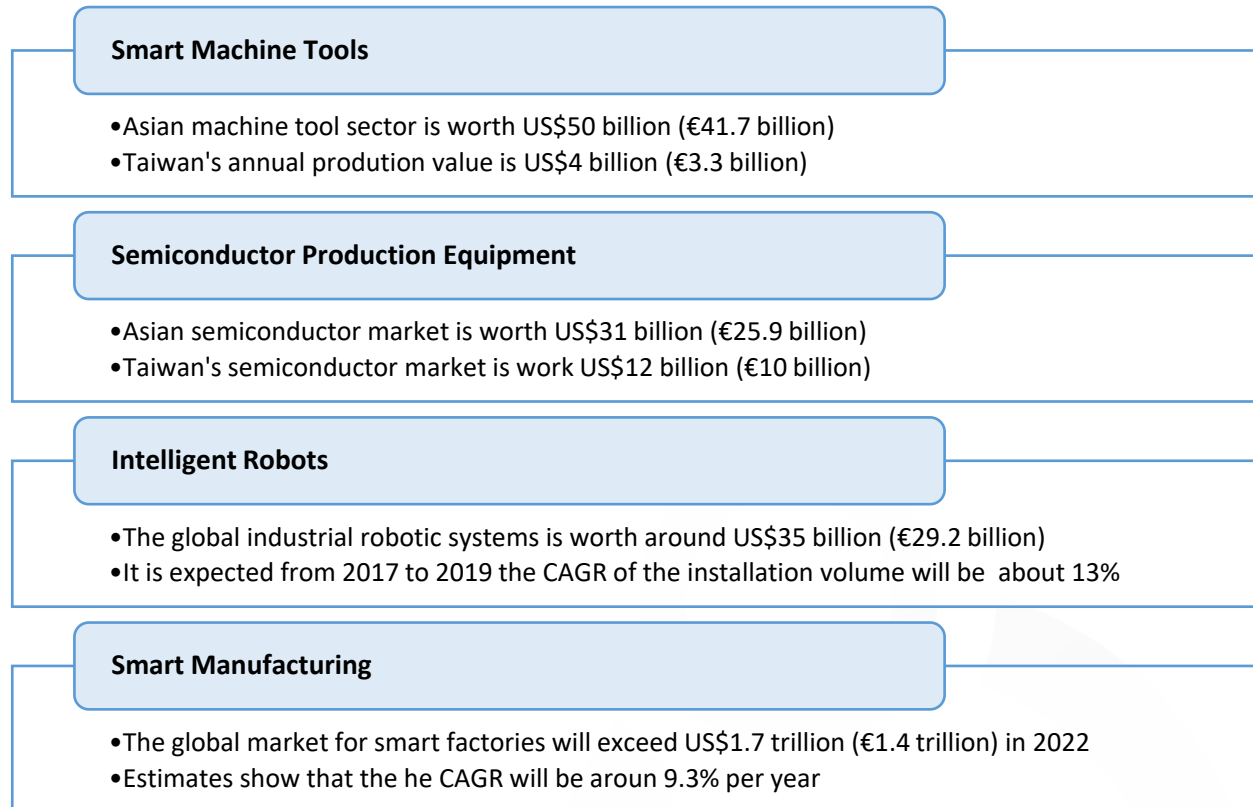 Smart Machine Tools
•Asian machine tool sector is worth US$50 billion (€41.7 billion)
•Taiwan's annual prodution value is US$4 billion (€3.3 billion)
Semiconductor Production Equipment
•Asian semiconductor market is worth US$31 billion (€25.9 billion)
•Taiwan's semiconductor market is work US$12 billion (€10 billion)
Intelligent Robots
•The global industrial robotic systems is worth around US$35 billion (€29.2 billion)
•It is expected from 2017 to 2019 the CAGR of the installation volume will be  about 13%
Smart Manufacturing
•The global market for smart factories will exceed US$1.7 trillion (€1.4 trillion) in 2022
•Estimates show that the he CAGR will be aroun 9.3% per year